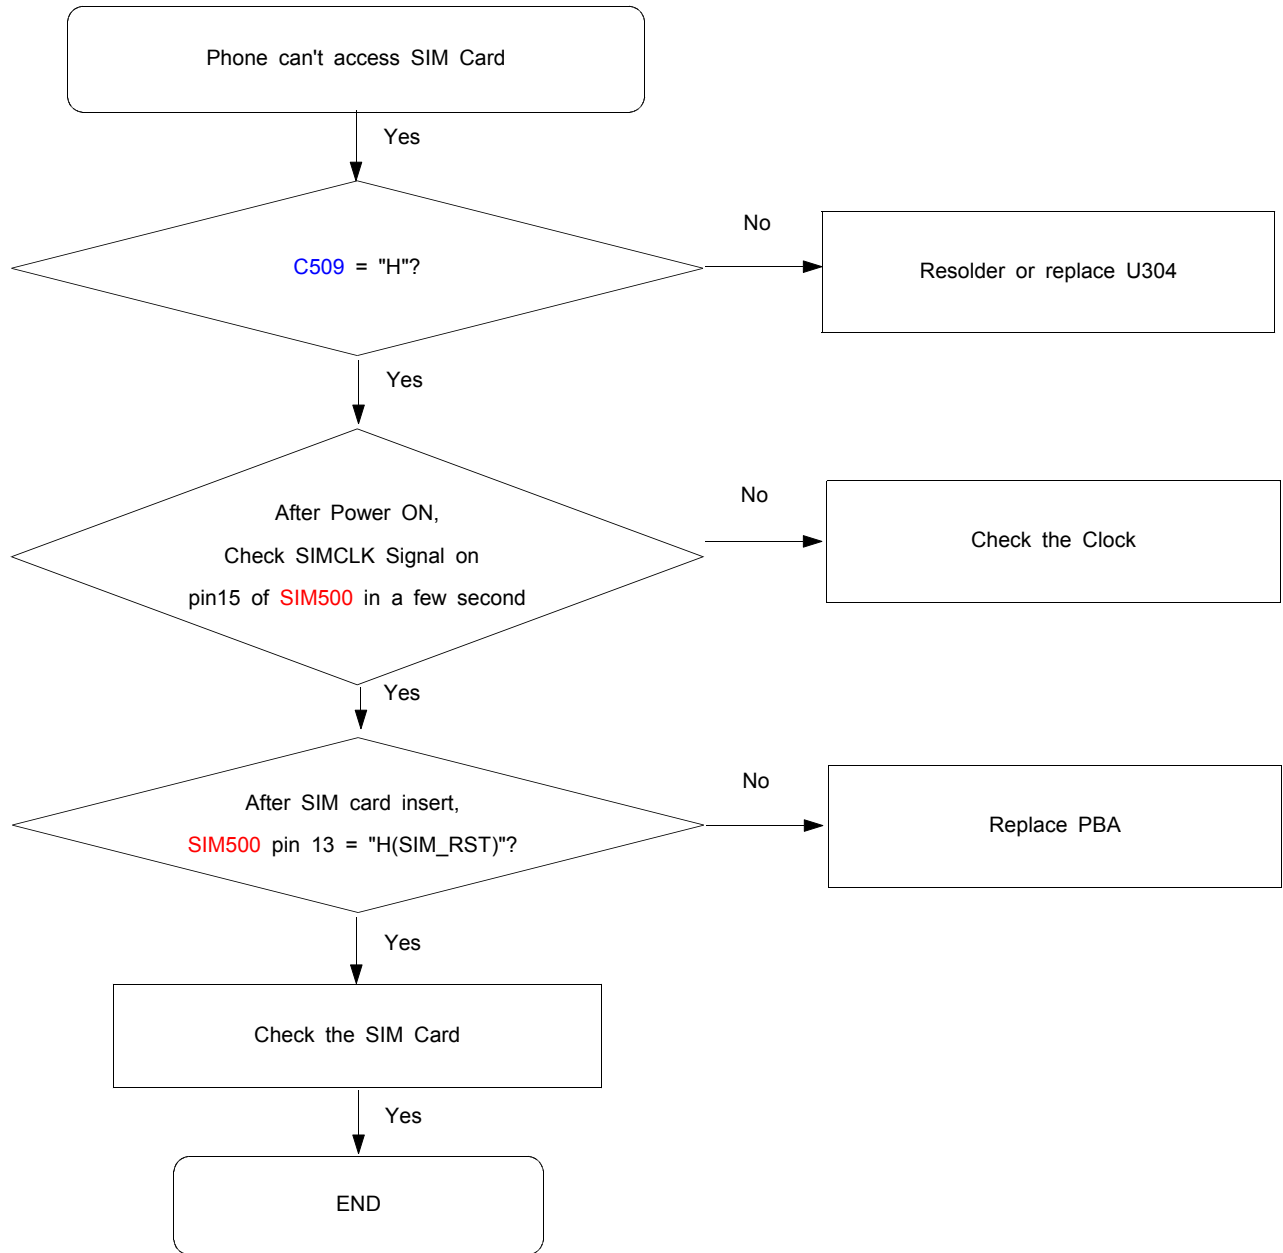 Phone can't access SIM Card
Yes
C509 = "H"?
No
Resolder or replace U304
Yes
After Power ON,
Check SIMCLK Signal on
pin15 of SIM500 in a few second
No
Check the Clock
Yes
After SIM card insert,
SIM500 pin 13 = "H(SIM_RST)"?
No
Replace PBA
Yes
Check the SIM Card
Yes
END